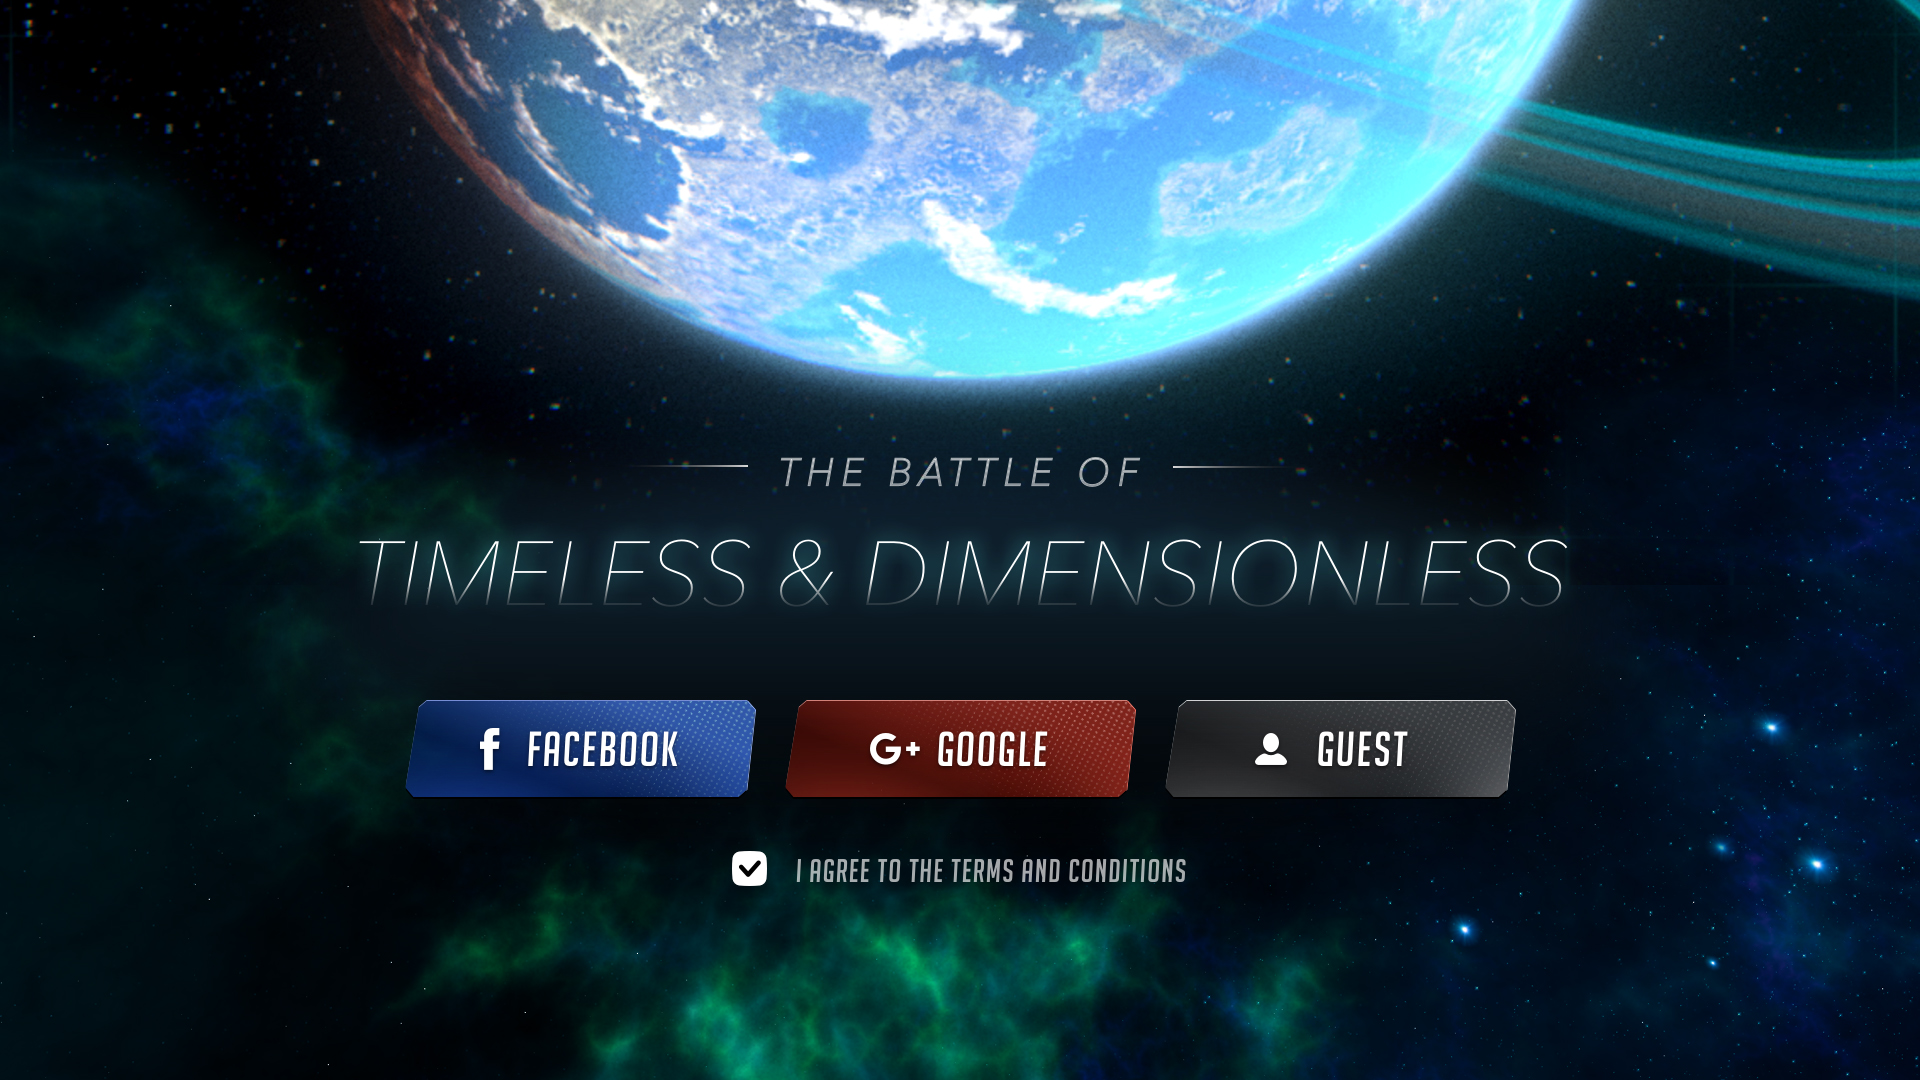 THE BATTLE OF
TIMELESS & DIMENSIONLESS
f FACEBOOK
G+ GOOGLE
GUEST
I AGREE TO THE TERMS AND CONDITIONS